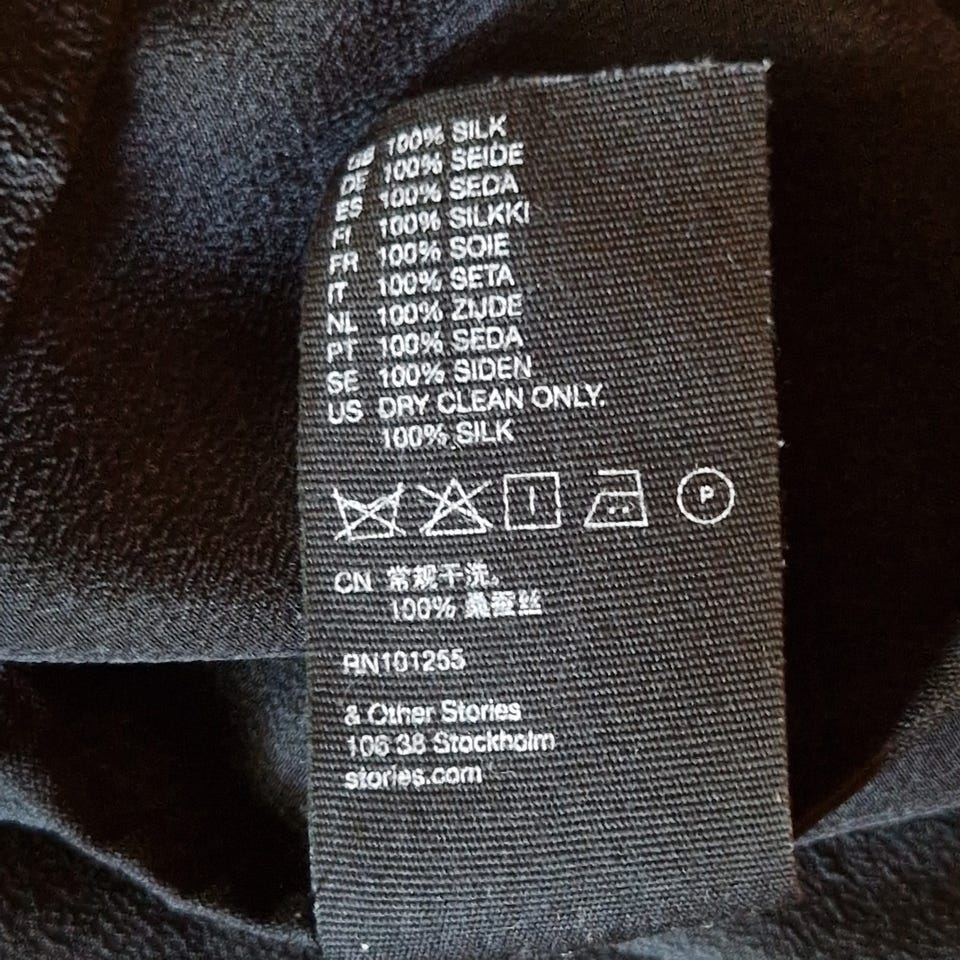 GB 100% SILK
DE 100% SEIDE
ES 100% SEDA
FI 100% SILKKI
FR 100% SOIE
IT 100% SETA
NL 100% ZIJDE
PT 100% SEDA
SE 100% SIDEN
US DRY CLEAN ONLY.
100% SILK
P
CN 常规干洗。
100% 桑蚕丝
RN101255
& Other Stories
106 38 Stockholm
stories.com